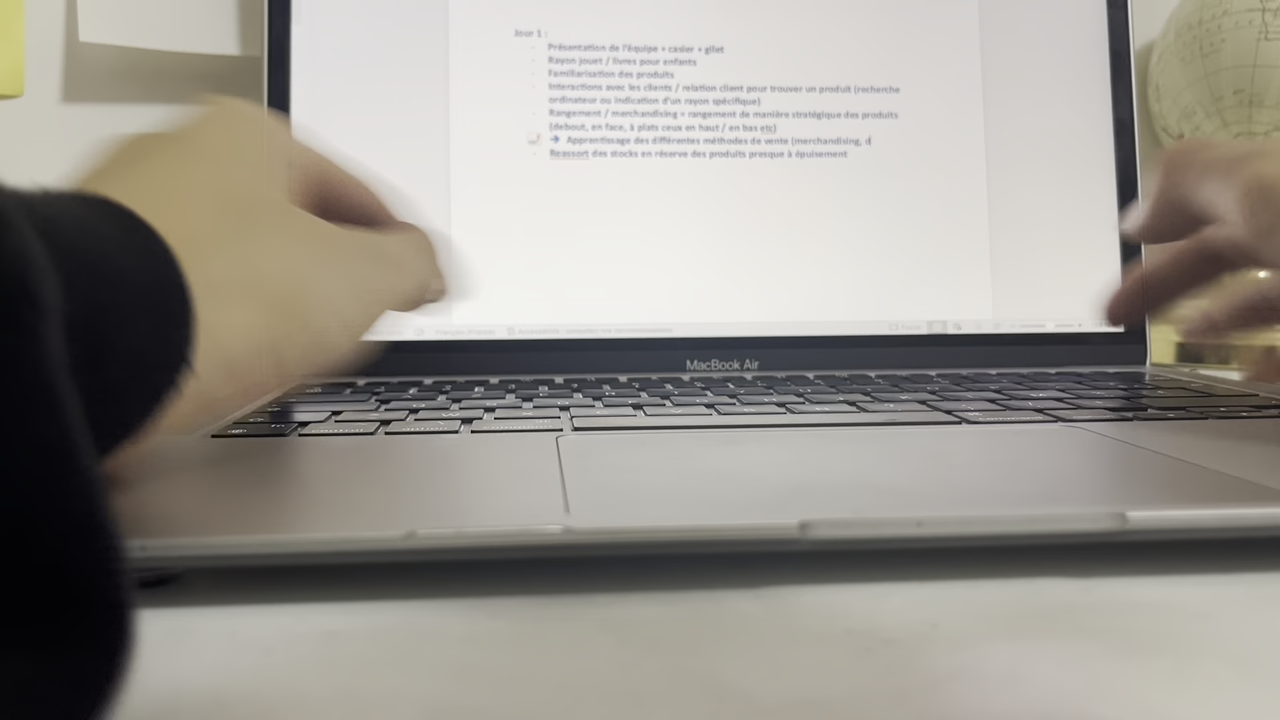 Jour 1 :
- Présentation de l'équipe + casier + gilet
- Rayon jouet / livres pour enfants
- Familiarisation des produits
- Interactions avec les clients / relation client pour trouver un produit (recherche
ordinateur ou indication d'un rayon spécifique)
- Rangement / merchandising = rangement de manière stratégique des produits
(debout, en face, à plats ceux en haut / en bas etc)
→ Apprentissage des différentes méthodes de vente (merchandising, d
- Reassort des stocks en réserve des produits presque à épuisement
Français (France)
MacBook Air